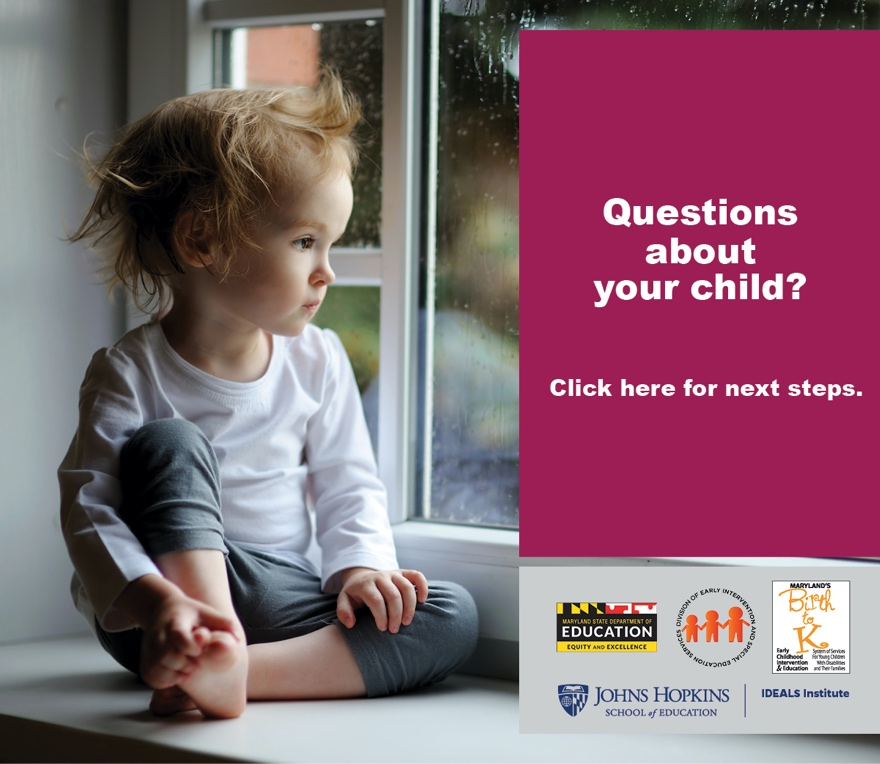 Questions
about
your child?
Click here for next steps.
MARYLAND STATE DEPARTMENT OF
EDUCATION
EQUITY AND EXCELLENCE
DIVISION OF EARLY INTERVENTION AND SPECIAL EDUCATION SERVICES
MARYLAND'S
Birth
to
K
Early
Childhood
Intervention
& Education
System of Services
For Young Children
With Disabilities
and Their Families
JOHNS HOPKINS
SCHOOL of EDUCATION
IDEALS Institute